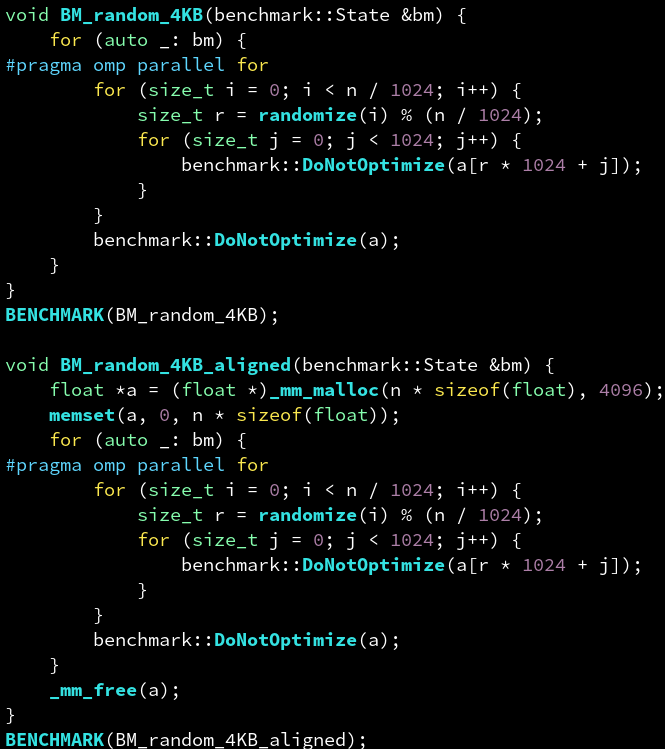 void BM_random_4KB(benchmark::State &bm) {
    for (auto _: bm) {
#pragma omp parallel for
        for (size_t i = 0; i < n / 1024; i++) {
            size_t r = randomize(i) % (n / 1024);
            for (size_t j = 0; j < 1024; j++) {
                benchmark::DoNotOptimize(a[r * 1024 + j]);
            }
        }
        benchmark::DoNotOptimize(a);
    }
}
BENCHMARK(BM_random_4KB);

void BM_random_4KB_aligned(benchmark::State &bm) {
    float *a = (float *)_mm_malloc(n * sizeof(float), 4096);
    memset(a, 0, n * sizeof(float));
    for (auto _: bm) {
#pragma omp parallel for
        for (size_t i = 0; i < n / 1024; i++) {
            size_t r = randomize(i) % (n / 1024);
            for (size_t j = 0; j < 1024; j++) {
                benchmark::DoNotOptimize(a[r * 1024 + j]);
            }
        }
        benchmark::DoNotOptimize(a);
    }
    _mm_free(a);
}
BENCHMARK(BM_random_4KB_aligned);